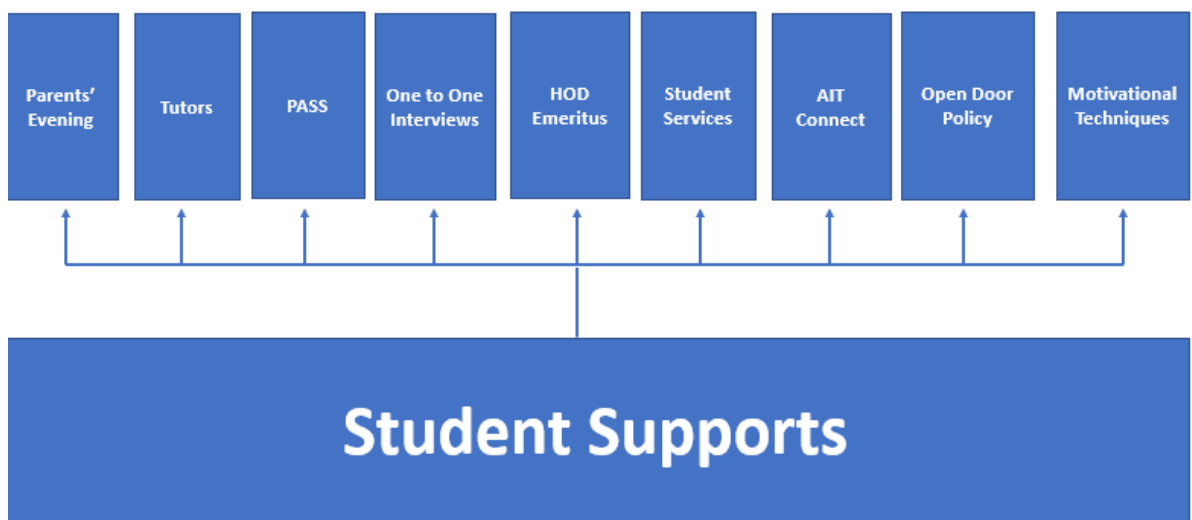 Parents’
Evening
Tutors
PASS
One to One
Interviews
HOD
Emeritus
Student
Services
AIT
Connect
Open Door
Policy
Motivational
Techniques
Student Supports